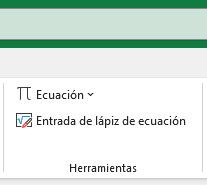 Ecuación
Entrada de lápiz de ecuación
Herramientas